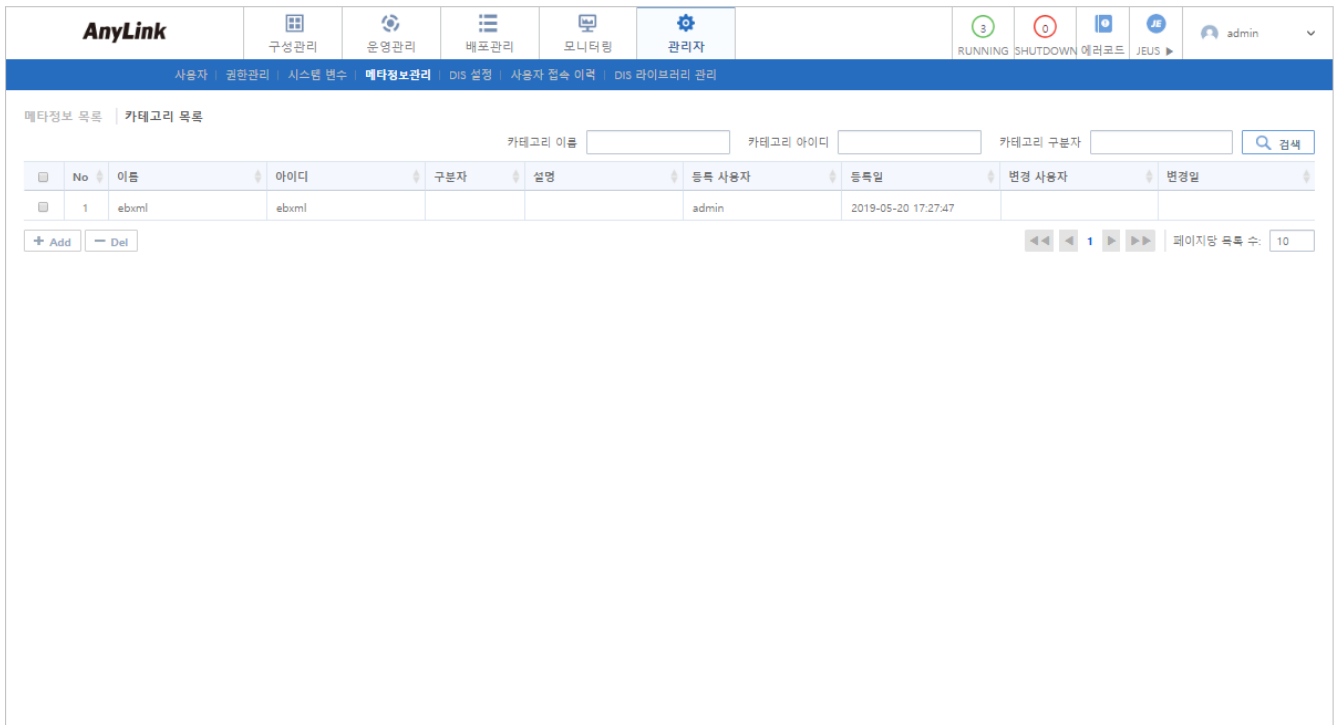 AnyLink
구성관리 운영관리 배포관리 모니터링 관리자
3 RUNNING 0 SHUTDOWN 에러코드 JE JEUS ▶ admin
사용자 | 권한관리 | 시스템 변수 | 메타정보관리 | DIS 설정 | 사용자 접속 이력 | DIS 라이브러리 관리
메타정보 목록 | 카테고리 목록
카테고리 이름 카테고리 아이디 카테고리 구분자 검색
No 이름 아이디 구분자 설명 등록 사용자 등록일 변경 사용자 변경일
1 ebxml ebxml admin 2019-05-20 17:27:47
+ Add − Del ◀◀ ◀ 1 ▶ ▶▶ 페이지당 목록 수: 10